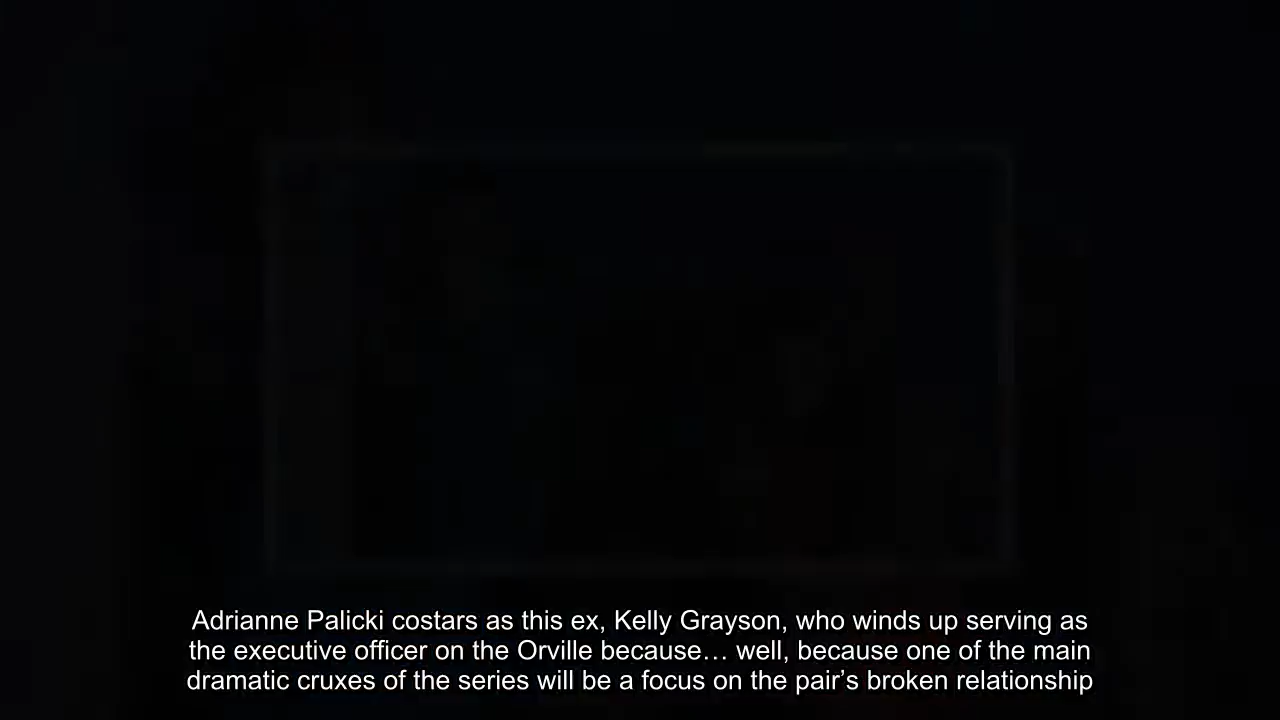 Adrianne Palicki costars as this ex, Kelly Grayson, who winds up serving as
the executive officer on the Orville because… well, because one of the main
dramatic cruxes of the series will be a focus on the pair’s broken relationship